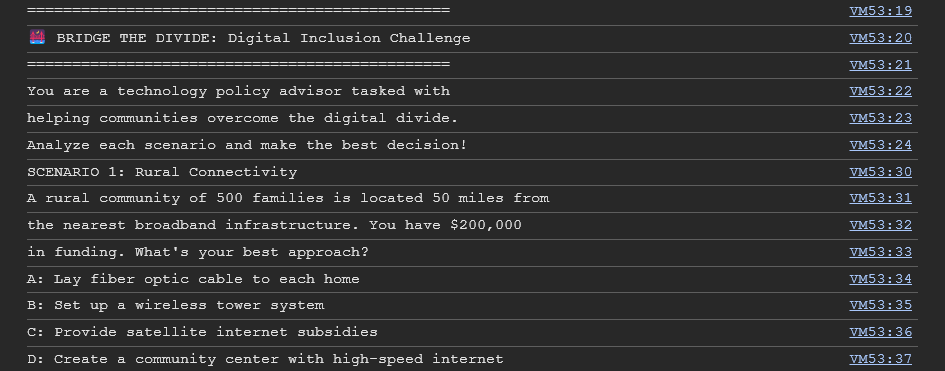 =============================================== VM53:19
🌉 BRIDGE THE DIVIDE: Digital Inclusion Challenge VM53:20
=============================================== VM53:21
You are a technology policy advisor tasked with VM53:22
helping communities overcome the digital divide. VM53:23
Analyze each scenario and make the best decision! VM53:24
SCENARIO 1: Rural Connectivity VM53:30
A rural community of 500 families is located 50 miles from VM53:31
the nearest broadband infrastructure. You have $200,000 VM53:32
in funding. What's your best approach? VM53:33
A: Lay fiber optic cable to each home VM53:34
B: Set up a wireless tower system VM53:35
C: Provide satellite internet subsidies VM53:36
D: Create a community center with high-speed internet VM53:37